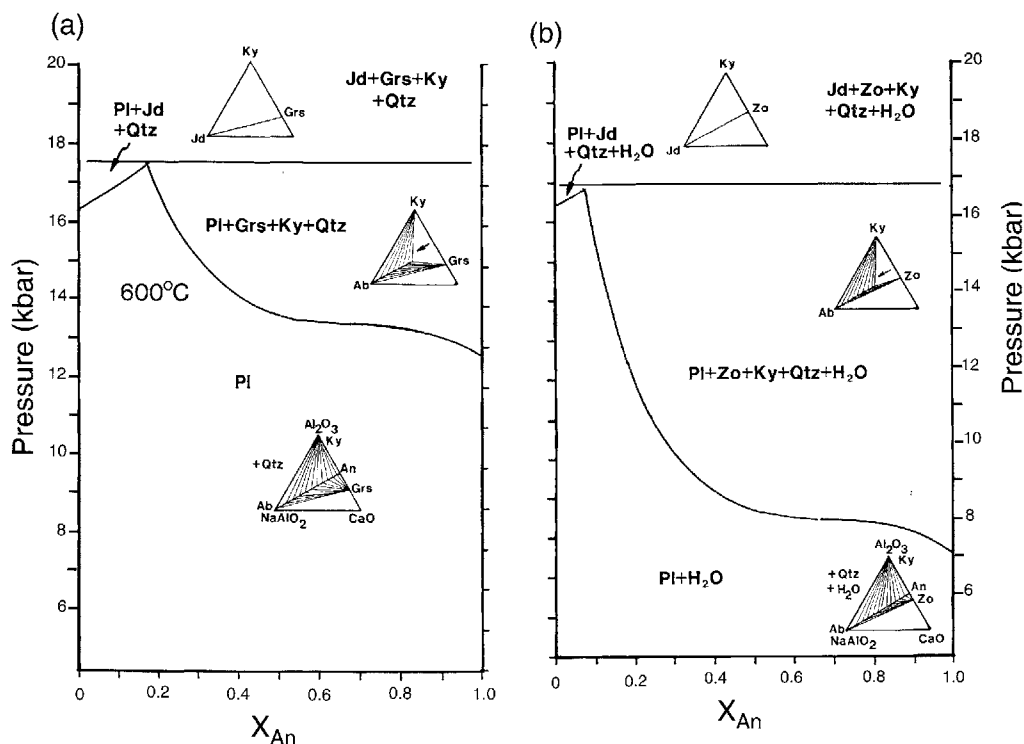 (a)
Pressure (kbar)
20
18
16
14
12
10
8
6
0
0.2
0.4
0.6
0.8
1.0
X_An
Ky
Grs
Jd
Jd+Grs+Ky
+Qtz
Pl+Jd
+Qtz
Pl+Grs+Ky+Qtz
Ky
Grs
Ab
600°C
Pl
Al₂O₃
Ky
+Qtz
An
Grs
Ab
NaAlO₂
CaO
(b)
Ky
Zo
Jd
Jd+Zo+Ky
+Qtz+H₂O
Pl+Jd
+Qtz+H₂O
Ky
Zo
Ab
Pl+Zo+Ky+Qtz+H₂O
Pl+H₂O
Al₂O₃
Ky
+Qtz
+H₂O
An
Zo
Ab
NaAlO₂
CaO
20
18
16
14
12
10
8
6
Pressure (kbar)
0
0.2
0.4
0.6
0.8
1.0
X_An